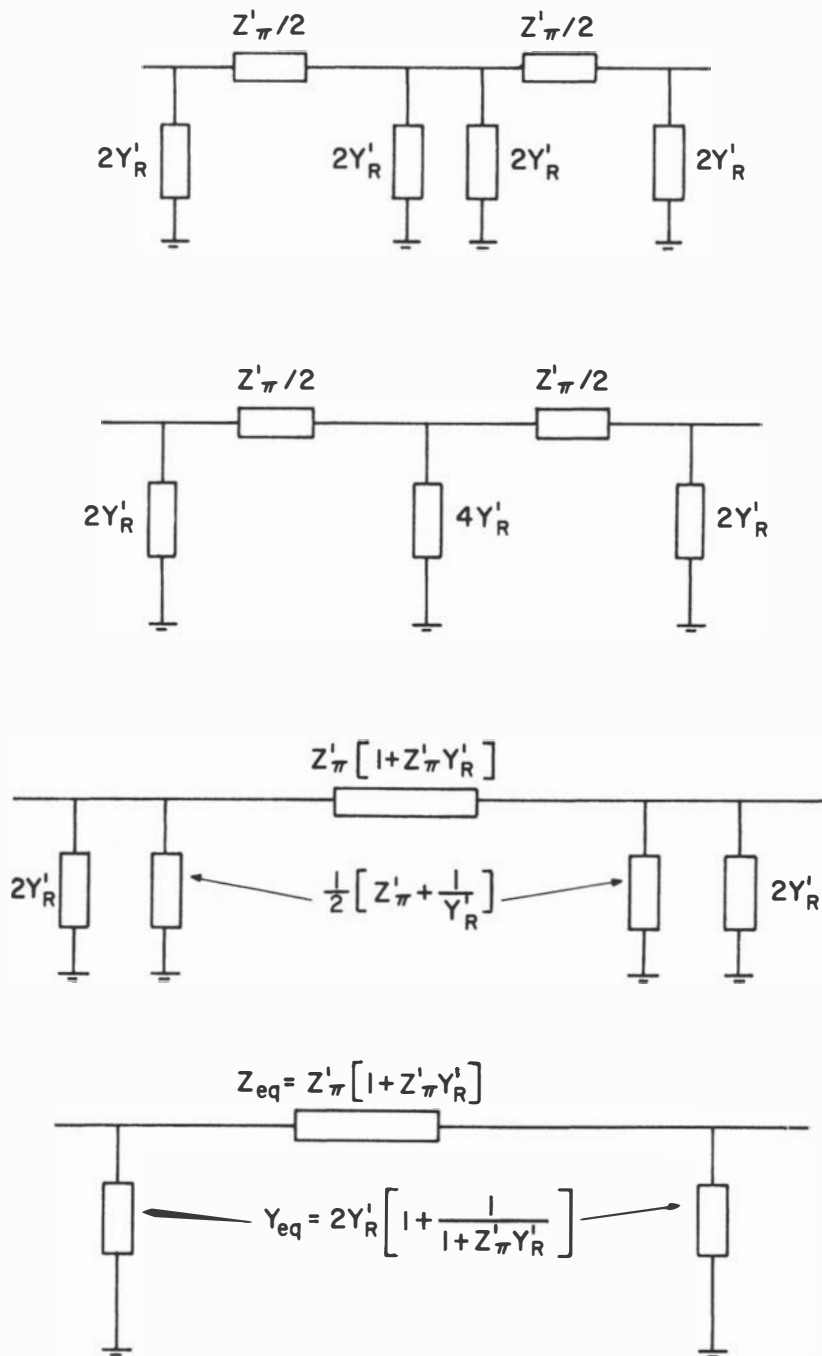 Z'π/2 Z'π/2
2Y'R 2Y'R 2Y'R 2Y'R
Z'π/2 Z'π/2
2Y'R 4Y'R 2Y'R
Z'π[1+Z'πY'R]
2Y'R 1/2[Z'π+1/Y'R] 2Y'R
Zeq=Z'π[1+Z'πY'R]
Yeq=2Y'R[1+1/(1+Z'πY'R)]